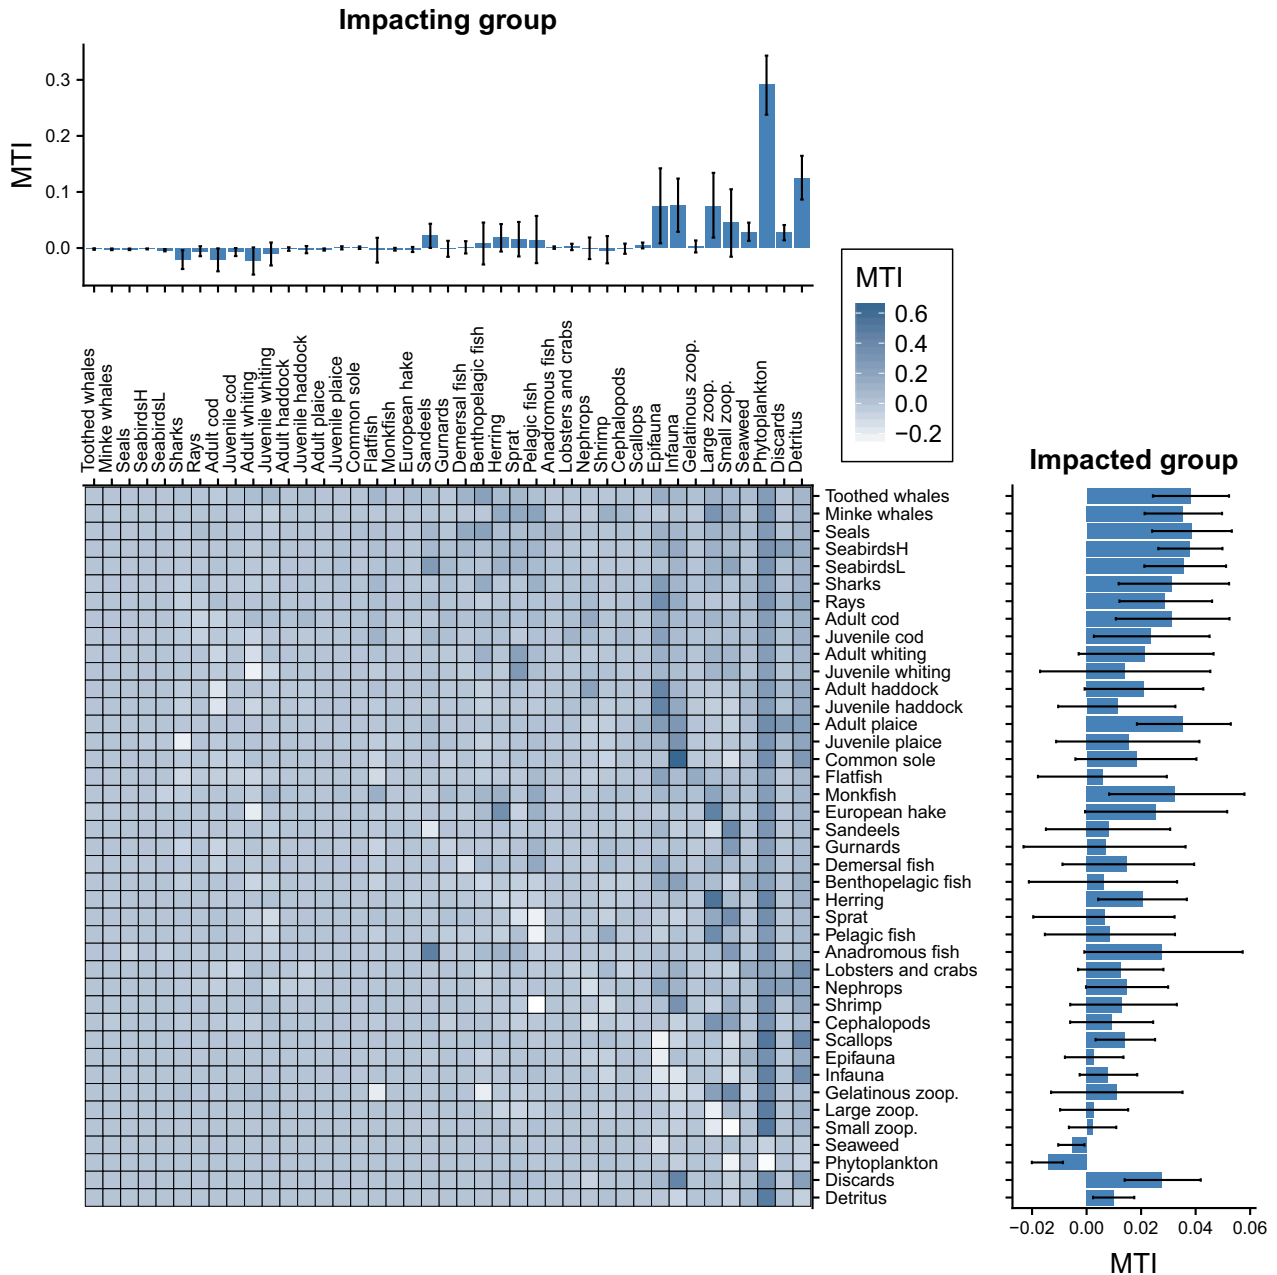 Impacting group
MTI
0.3
0.2
0.1
0.0
Toothed whales
Minke whales
Seals
SeabirdsH
SeabirdsL
Sharks
Rays
Adult cod
Juvenile cod
Adult whiting
Juvenile whiting
Adult haddock
Juvenile haddock
Adult plaice
Juvenile plaice
Common sole
Flatfish
Monkfish
European hake
Sandeels
Gurnards
Demersal fish
Benthopelagic fish
Herring
Sprat
Pelagic fish
Anadromous fish
Lobsters and crabs
Nephrops
Shrimp
Cephalopods
Scallops
Epifauna
Infauna
Gelatinous zoop.
Large zoop.
Small zoop.
Seaweed
Phytoplankton
Discards
Detritus
MTI
0.6
0.4
0.2
0.0
−0.2
Impacted group
Toothed whales
Minke whales
Seals
SeabirdsH
SeabirdsL
Sharks
Rays
Adult cod
Juvenile cod
Adult whiting
Juvenile whiting
Adult haddock
Juvenile haddock
Adult plaice
Juvenile plaice
Common sole
Flatfish
Monkfish
European hake
Sandeels
Gurnards
Demersal fish
Benthopelagic fish
Herring
Sprat
Pelagic fish
Anadromous fish
Lobsters and crabs
Nephrops
Shrimp
Cephalopods
Scallops
Epifauna
Infauna
Gelatinous zoop.
Large zoop.
Small zoop.
Seaweed
Phytoplankton
Discards
Detritus
−0.02 0.00 0.02 0.04 0.06
MTI